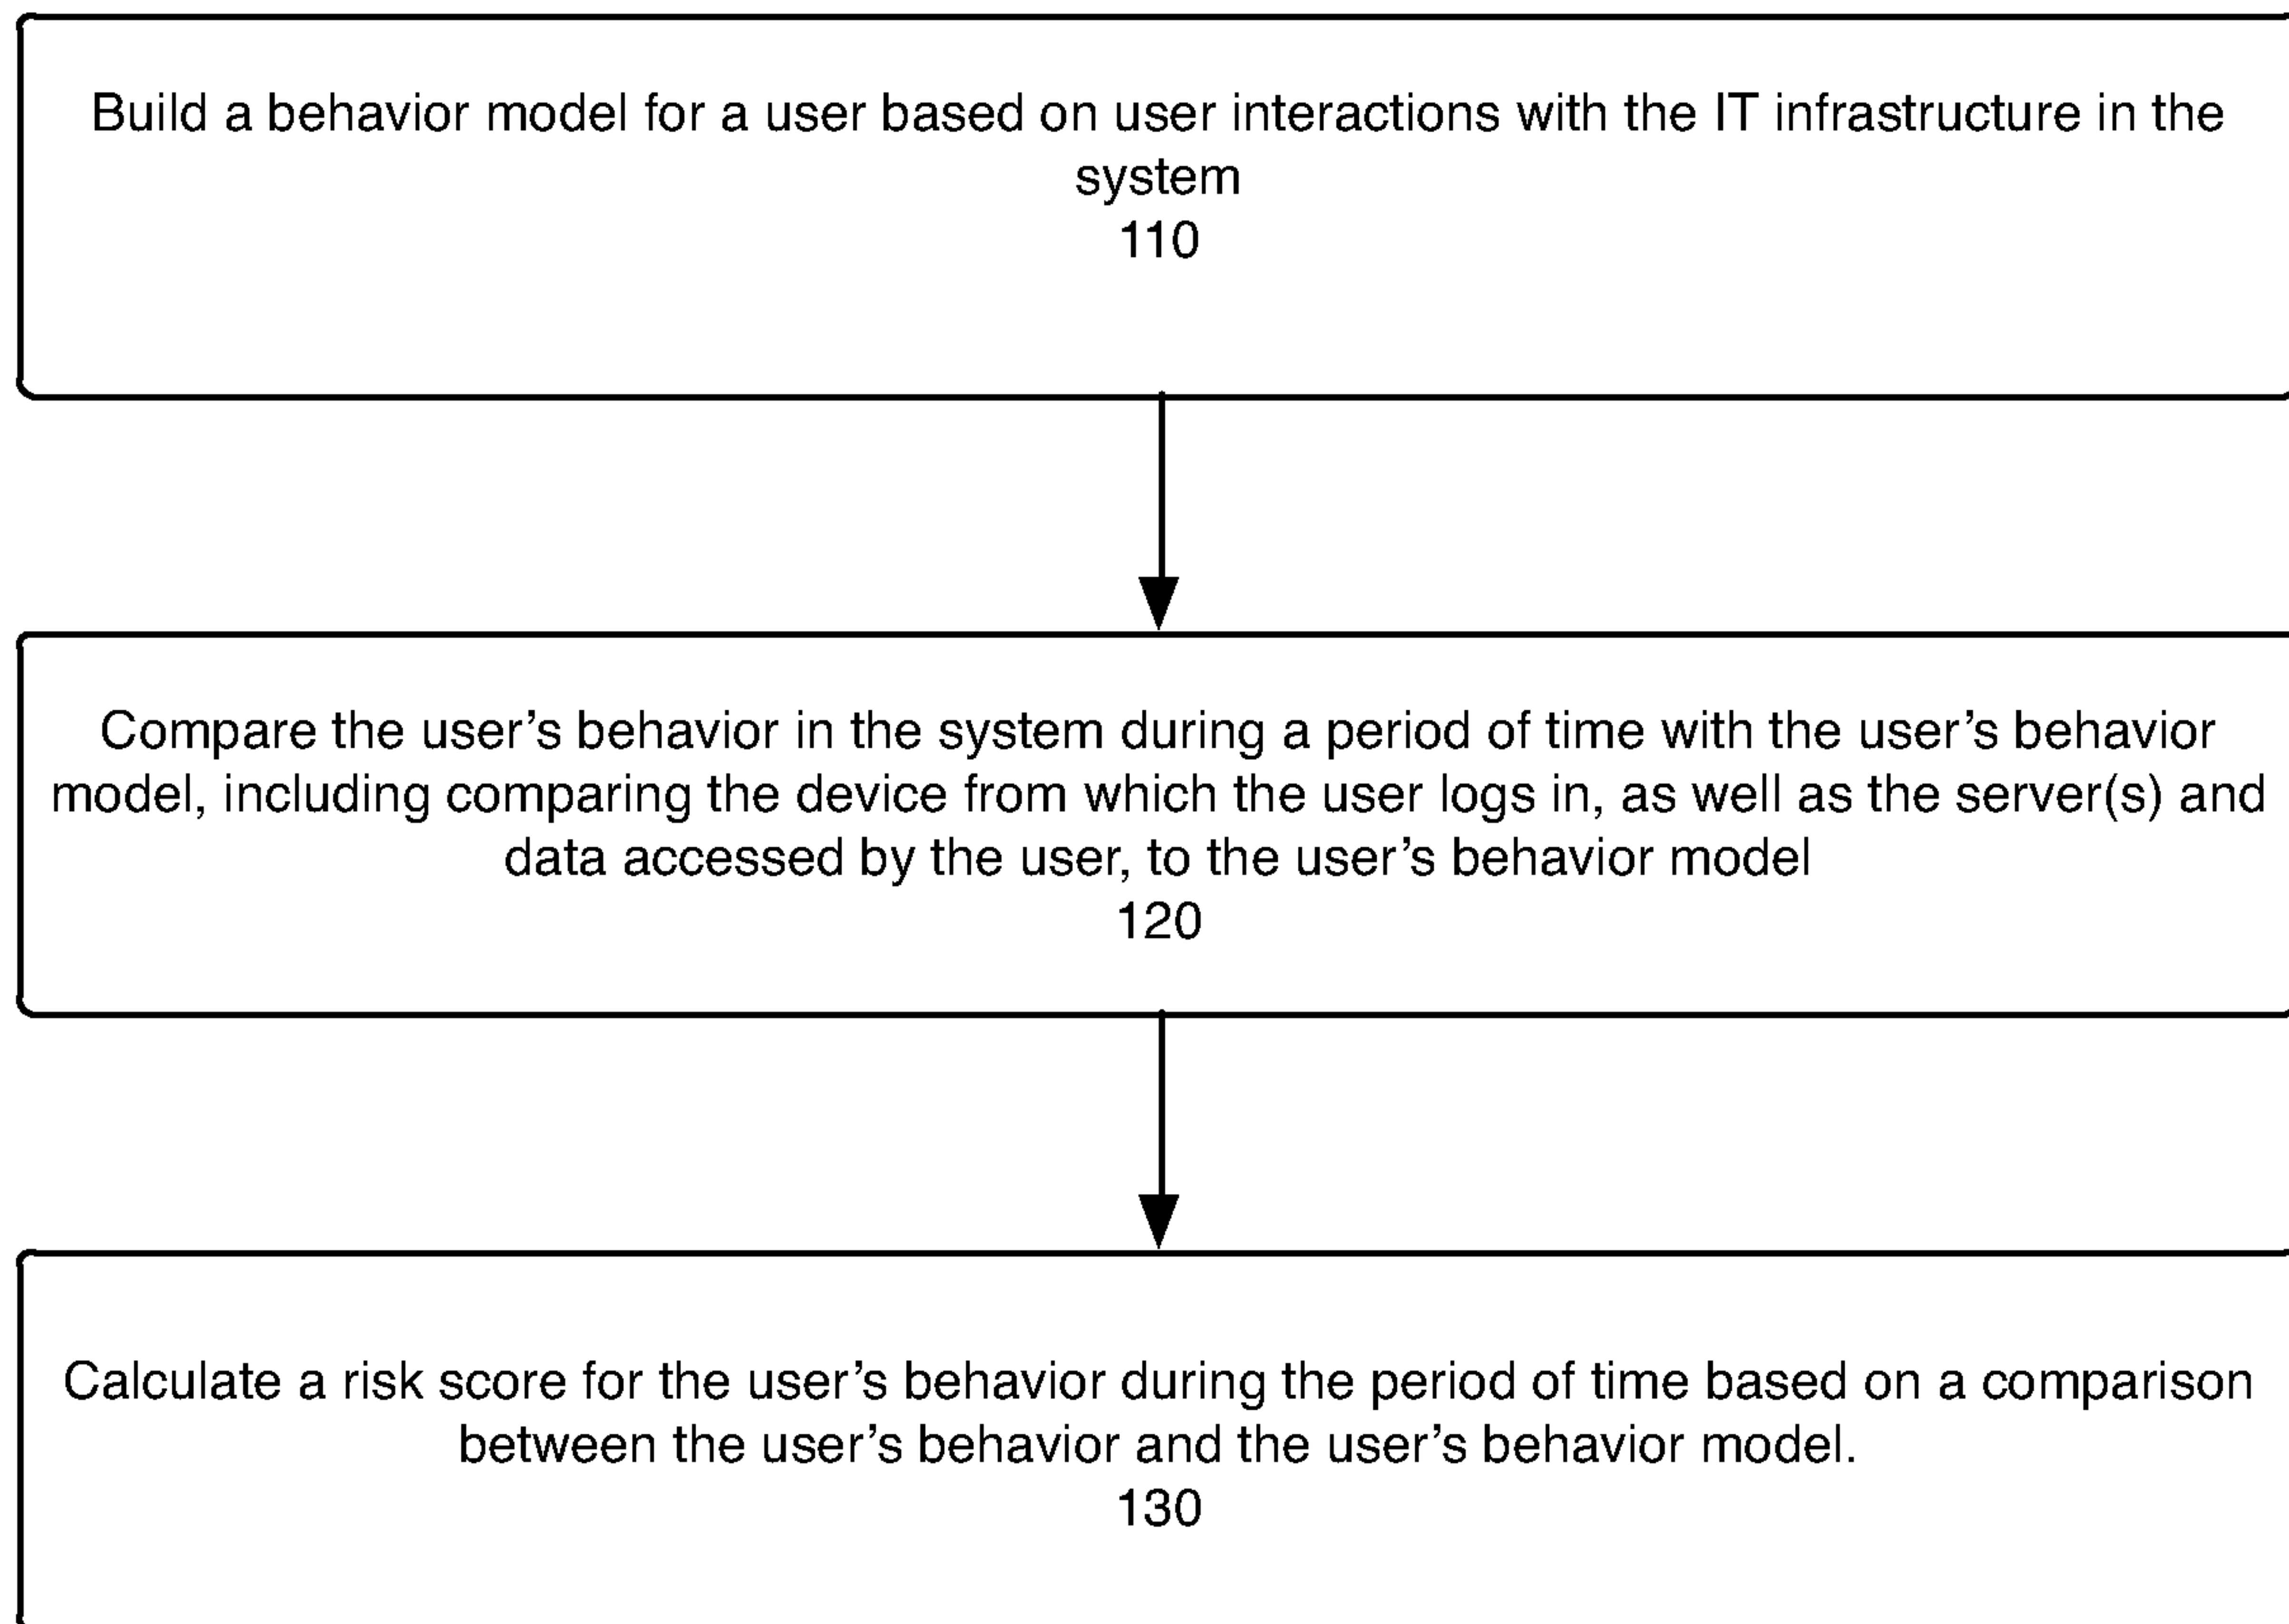 Build a behavior model for a user based on user interactions with the IT infrastructure in the
system
110
Compare the user’s behavior in the system during a period of time with the user’s behavior
model, including comparing the device from which the user logs in, as well as the server(s) and
data accessed by the user, to the user’s behavior model
120
Calculate a risk score for the user’s behavior during the period of time based on a comparison
between the user’s behavior and the user’s behavior model.
130